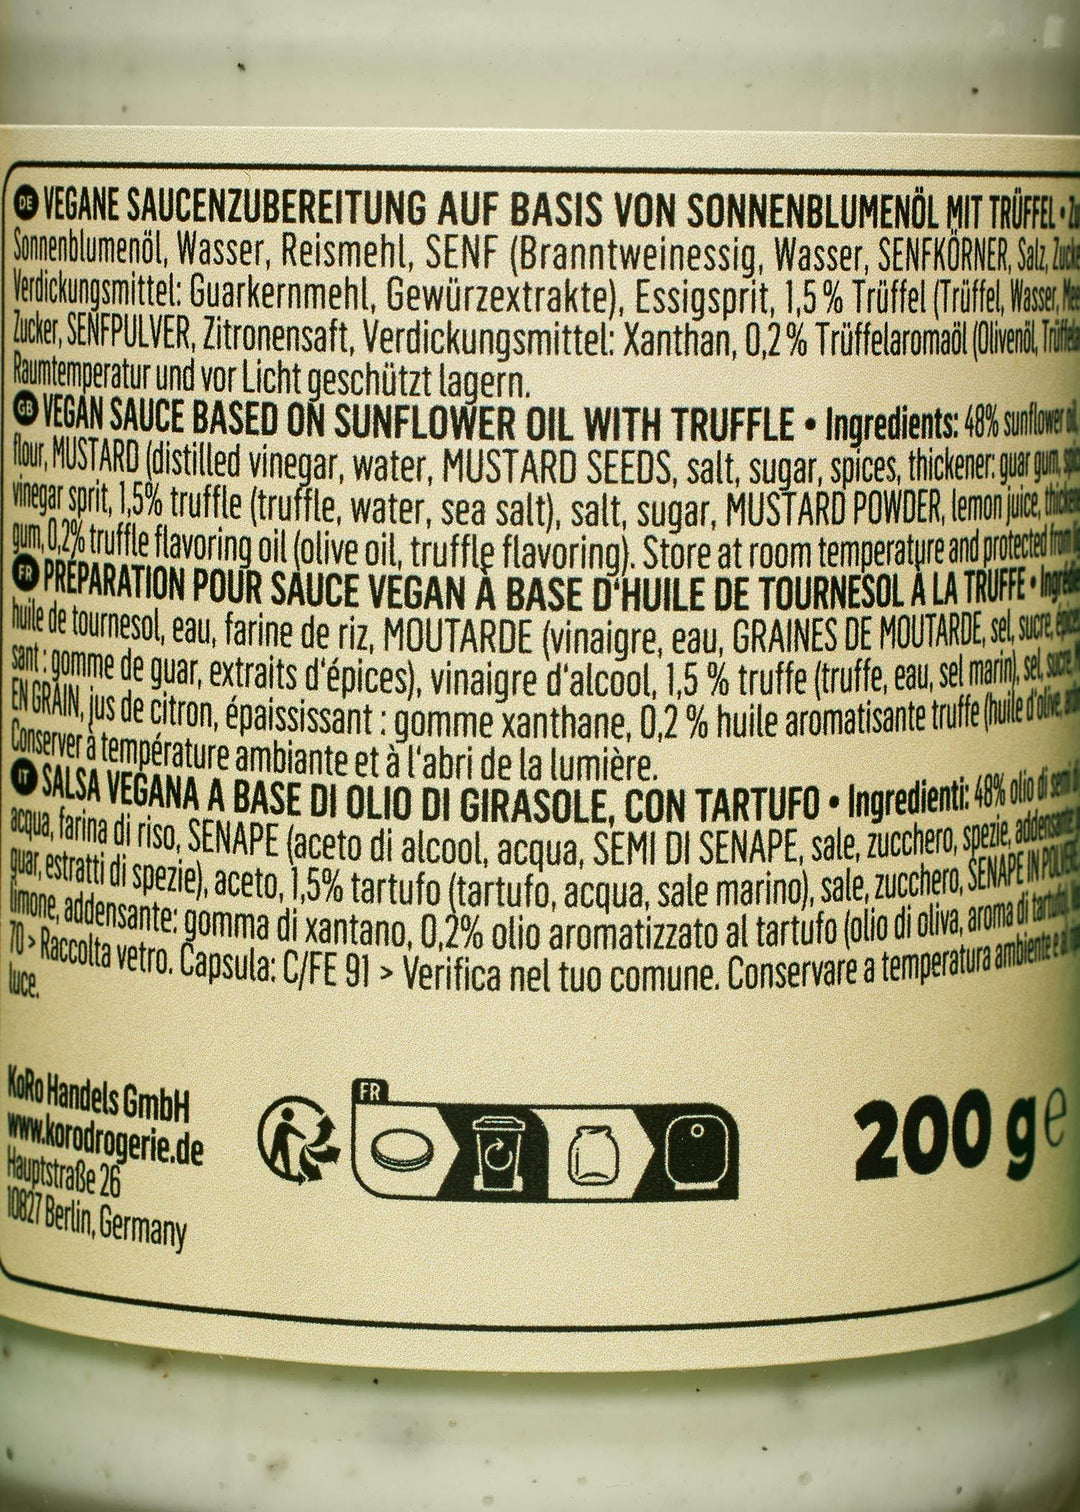 DE VEGANE SAUCENZUBEREITUNG AUF BASIS VON SONNENBLUMENÖL MIT TRÜFFEL •
Sonnenblumenöl, Wasser, Reismehl, SENF (Branntweinessig, Wasser, SENFKÖRNER, Salz,
Verdickungsmittel: Guarkernmehl, Gewürzextrakte), Essigsprit, 1,5 % Trüffel (Trüffel, Wasser,
Zucker, SENFPULVER, Zitronensaft, Verdickungsmittel: Xanthan, 0,2 % Trüffelaromaöl (Olivenöl,
Raumtemperatur und vor Licht geschützt lagern.
GB VEGAN SAUCE BASED ON SUNFLOWER OIL WITH TRUFFLE • Ingredients: 48% sunflower
flour, MUSTARD (distilled vinegar, water, MUSTARD SEEDS, salt, sugar, spices, thickener: guar gum,
vinegar sprit, 1,5% truffle (truffle, water, sea salt), salt, sugar, MUSTARD POWDER, lemon juice,
gum, 0,2% truffle flavoring oil (olive oil, truffle flavoring). Store at room temperature and protected
FR PRÉPARATION POUR SAUCE VEGAN À BASE D'HUILE DE TOURNESOL À LA TRUFFE •
huile de tournesol, eau, farine de riz, MOUTARDE (vinaigre, eau, GRAINES DE MOUTARDE, sel, sucre,
sant : gomme de guar, extraits d'épices), vinaigre d'alcool, 1,5 % truffe (truffe, eau, sel marin), sel,
EN GRAIN, jus de citron, épaississant : gomme xanthane, 0,2 % huile aromatisante truffe (huile d'olive,
Conserver à température ambiante et à l'abri de la lumière.
IT SALSA VEGANA A BASE DI OLIO DI GIRASOLE, CON TARTUFO • Ingredienti: 48% olio di
acqua, farina di riso, SENAPE (aceto di alcool, acqua, SEMI DI SENAPE, sale, zucchero, spezie, addensante:
guar, estratti di spezie), aceto, 1,5% tartufo (tartufo, acqua, sale marino), sale, zucchero, SENAPE IN
limone, addensante: gomma di xantano, 0,2% olio aromatizzato al tartufo (olio di oliva, aroma di
70 > Raccolta vetro. Capsula: C/FE 91 > Verifica nel tuo comune. Conservare a temperatura ambiente
luce.
KoRo Handels GmbH
www.korodrogerie.de
Hauptstraße 26
10827 Berlin, Germany
FR
200 g e